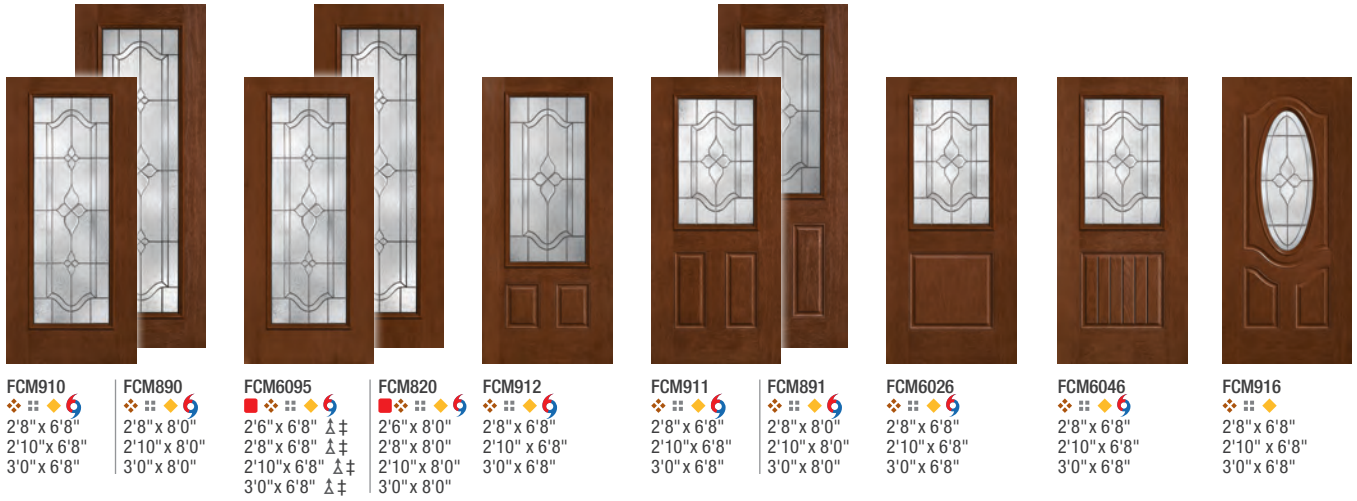 FCM910
2'8" x 6'8"
2'10" x 6'8"
3'0" x 6'8"
FCM890
2'8" x 8'0"
2'10" x 8'0"
3'0" x 8'0"
FCM6095
2'6" x 6'8" ‡
2'8" x 6'8" ‡
2'10" x 6'8" ‡
3'0" x 6'8" ‡
FCM820
2'6" x 8'0"
2'8" x 8'0"
2'10" x 8'0"
3'0" x 8'0"
FCM912
2'8" x 6'8"
2'10" x 6'8"
3'0" x 6'8"
FCM911
2'8" x 6'8"
2'10" x 6'8"
3'0" x 6'8"
FCM891
2'8" x 8'0"
2'10" x 8'0"
3'0" x 8'0"
FCM6026
2'8" x 6'8"
2'10" x 6'8"
3'0" x 6'8"
FCM6046
2'8" x 6'8"
2'10" x 6'8"
3'0" x 6'8"
FCM916
2'8" x 6'8"
2'10" x 6'8"
3'0" x 6'8"